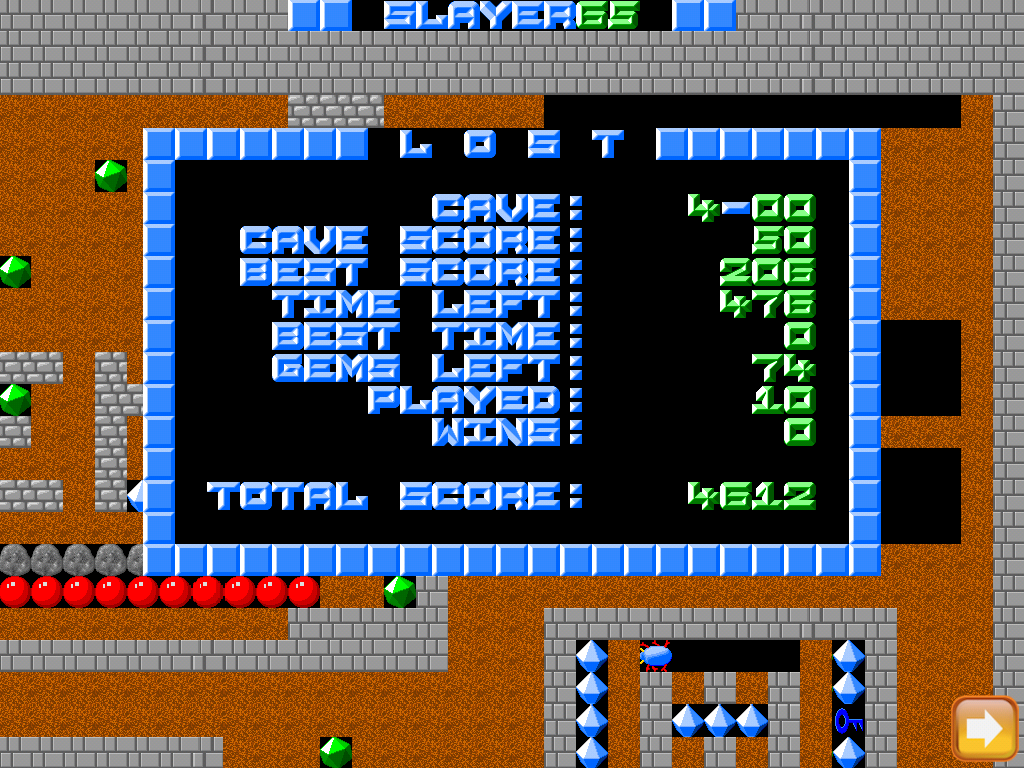 SLAYER65
LOST
CAVE: 4-00
CAVE SCORE: 50
BEST SCORE: 206
TIME LEFT: 476
BEST TIME: 0
GEMS LEFT: 74
PLAYED: 10
WINS: 0
TOTAL SCORE: 4612